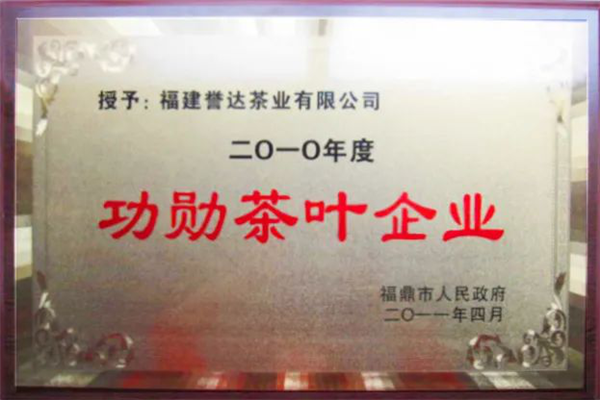 授予：福建誉达茶业有限公司
二〇一〇年度
功勋茶叶企业
福鼎市人民政府
二〇一一年四月